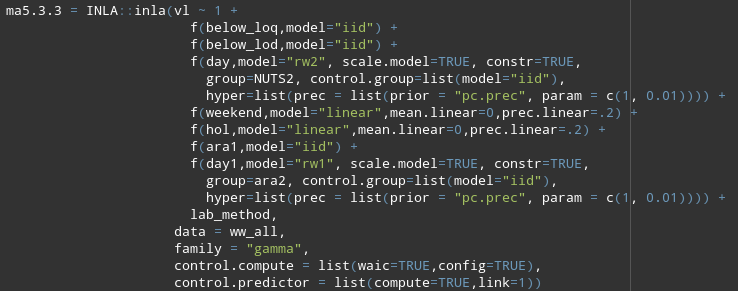 ma5.3.3 = INLA::inla(vl ~ 1 +
f(below_loq,model="iid") +
f(below_lod,model="iid") +
f(day,model="rw2", scale.model=TRUE, constr=TRUE,
group=NUTS2, control.group=list(model="iid"),
hyper=list(prec = list(prior = "pc.prec", param = c(1, 0.01)))) +
f(weekend,model="linear",mean.linear=0,prec.linear=.2) +
f(hol,model="linear",mean.linear=0,prec.linear=.2) +
f(ara1,model="iid") +
f(day1,model="rw1", scale.model=TRUE, constr=TRUE,
group=ara2, control.group=list(model="iid"),
hyper=list(prec = list(prior = "pc.prec", param = c(1, 0.01)))) +
lab_method,
data = ww_all,
family = "gamma",
control.compute = list(waic=TRUE,config=TRUE),
control.predictor = list(compute=TRUE,link=1))